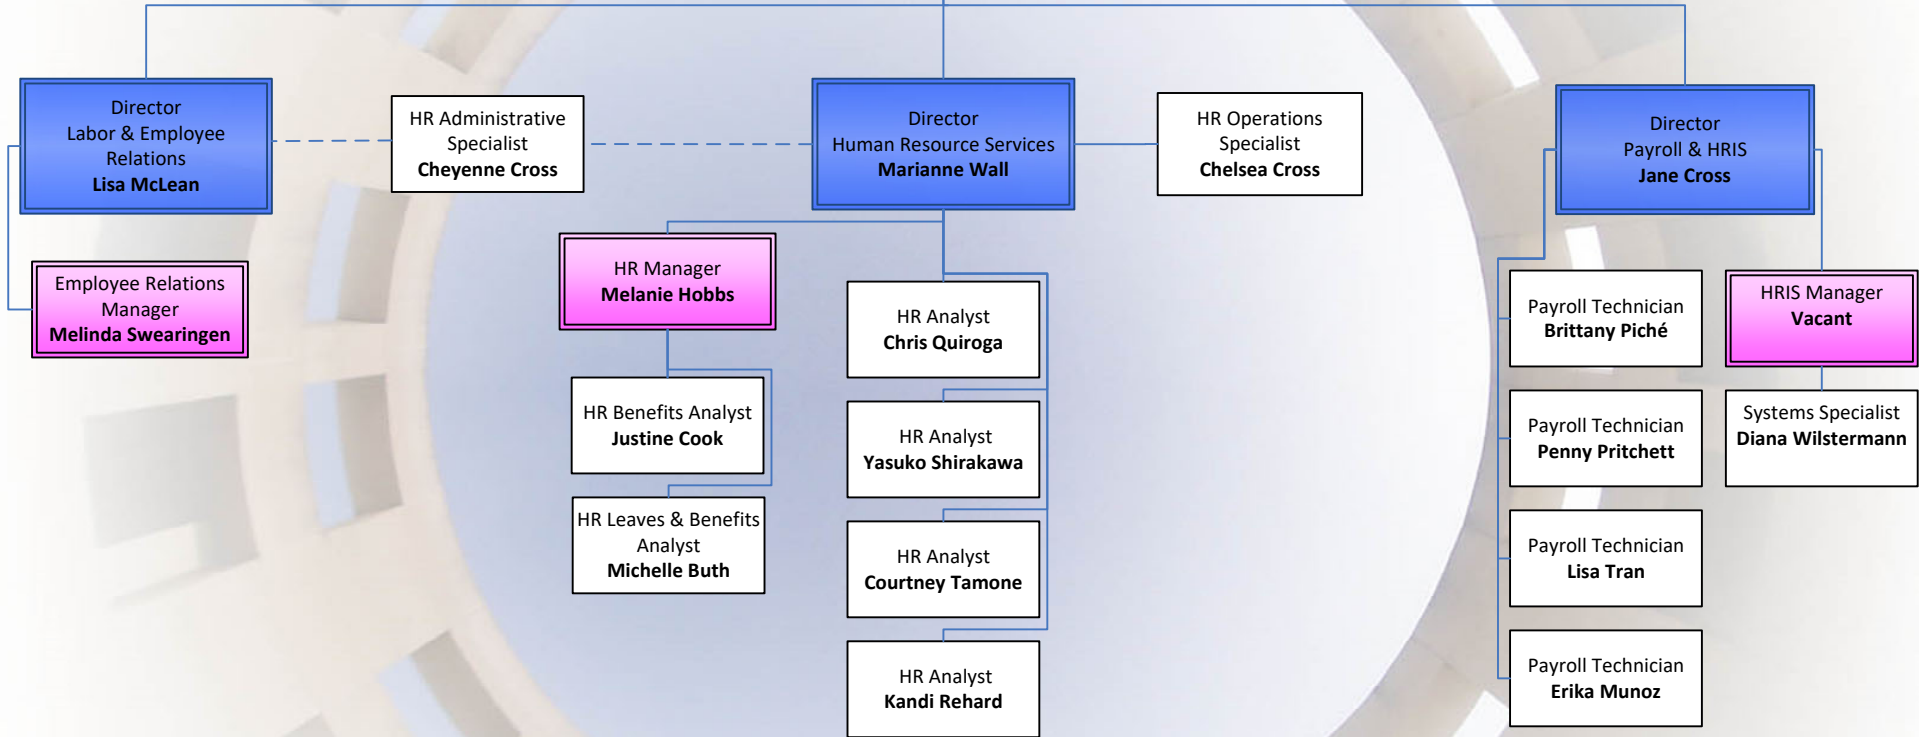 Director
Labor & Employee
Relations
Lisa McLean
HR Administrative
Specialist
Cheyenne Cross
Director
Human Resource Services
Marianne Wall
HR Operations
Specialist
Chelsea Cross
Director
Payroll & HRIS
Jane Cross
Employee Relations
Manager
Melinda Swearingen
HR Manager
Melanie Hobbs
HR Benefits Analyst
Justine Cook
HR Leaves & Benefits
Analyst
Michelle Buth
HR Analyst
Chris Quiroga
HR Analyst
Yasuko Shirakawa
HR Analyst
Courtney Tamone
HR Analyst
Kandi Rehard
Payroll Technician
Brittany Piché
Payroll Technician
Penny Pritchett
Payroll Technician
Lisa Tran
Payroll Technician
Erika Munoz
HRIS Manager
Vacant
Systems Specialist
Diana Wilstermann